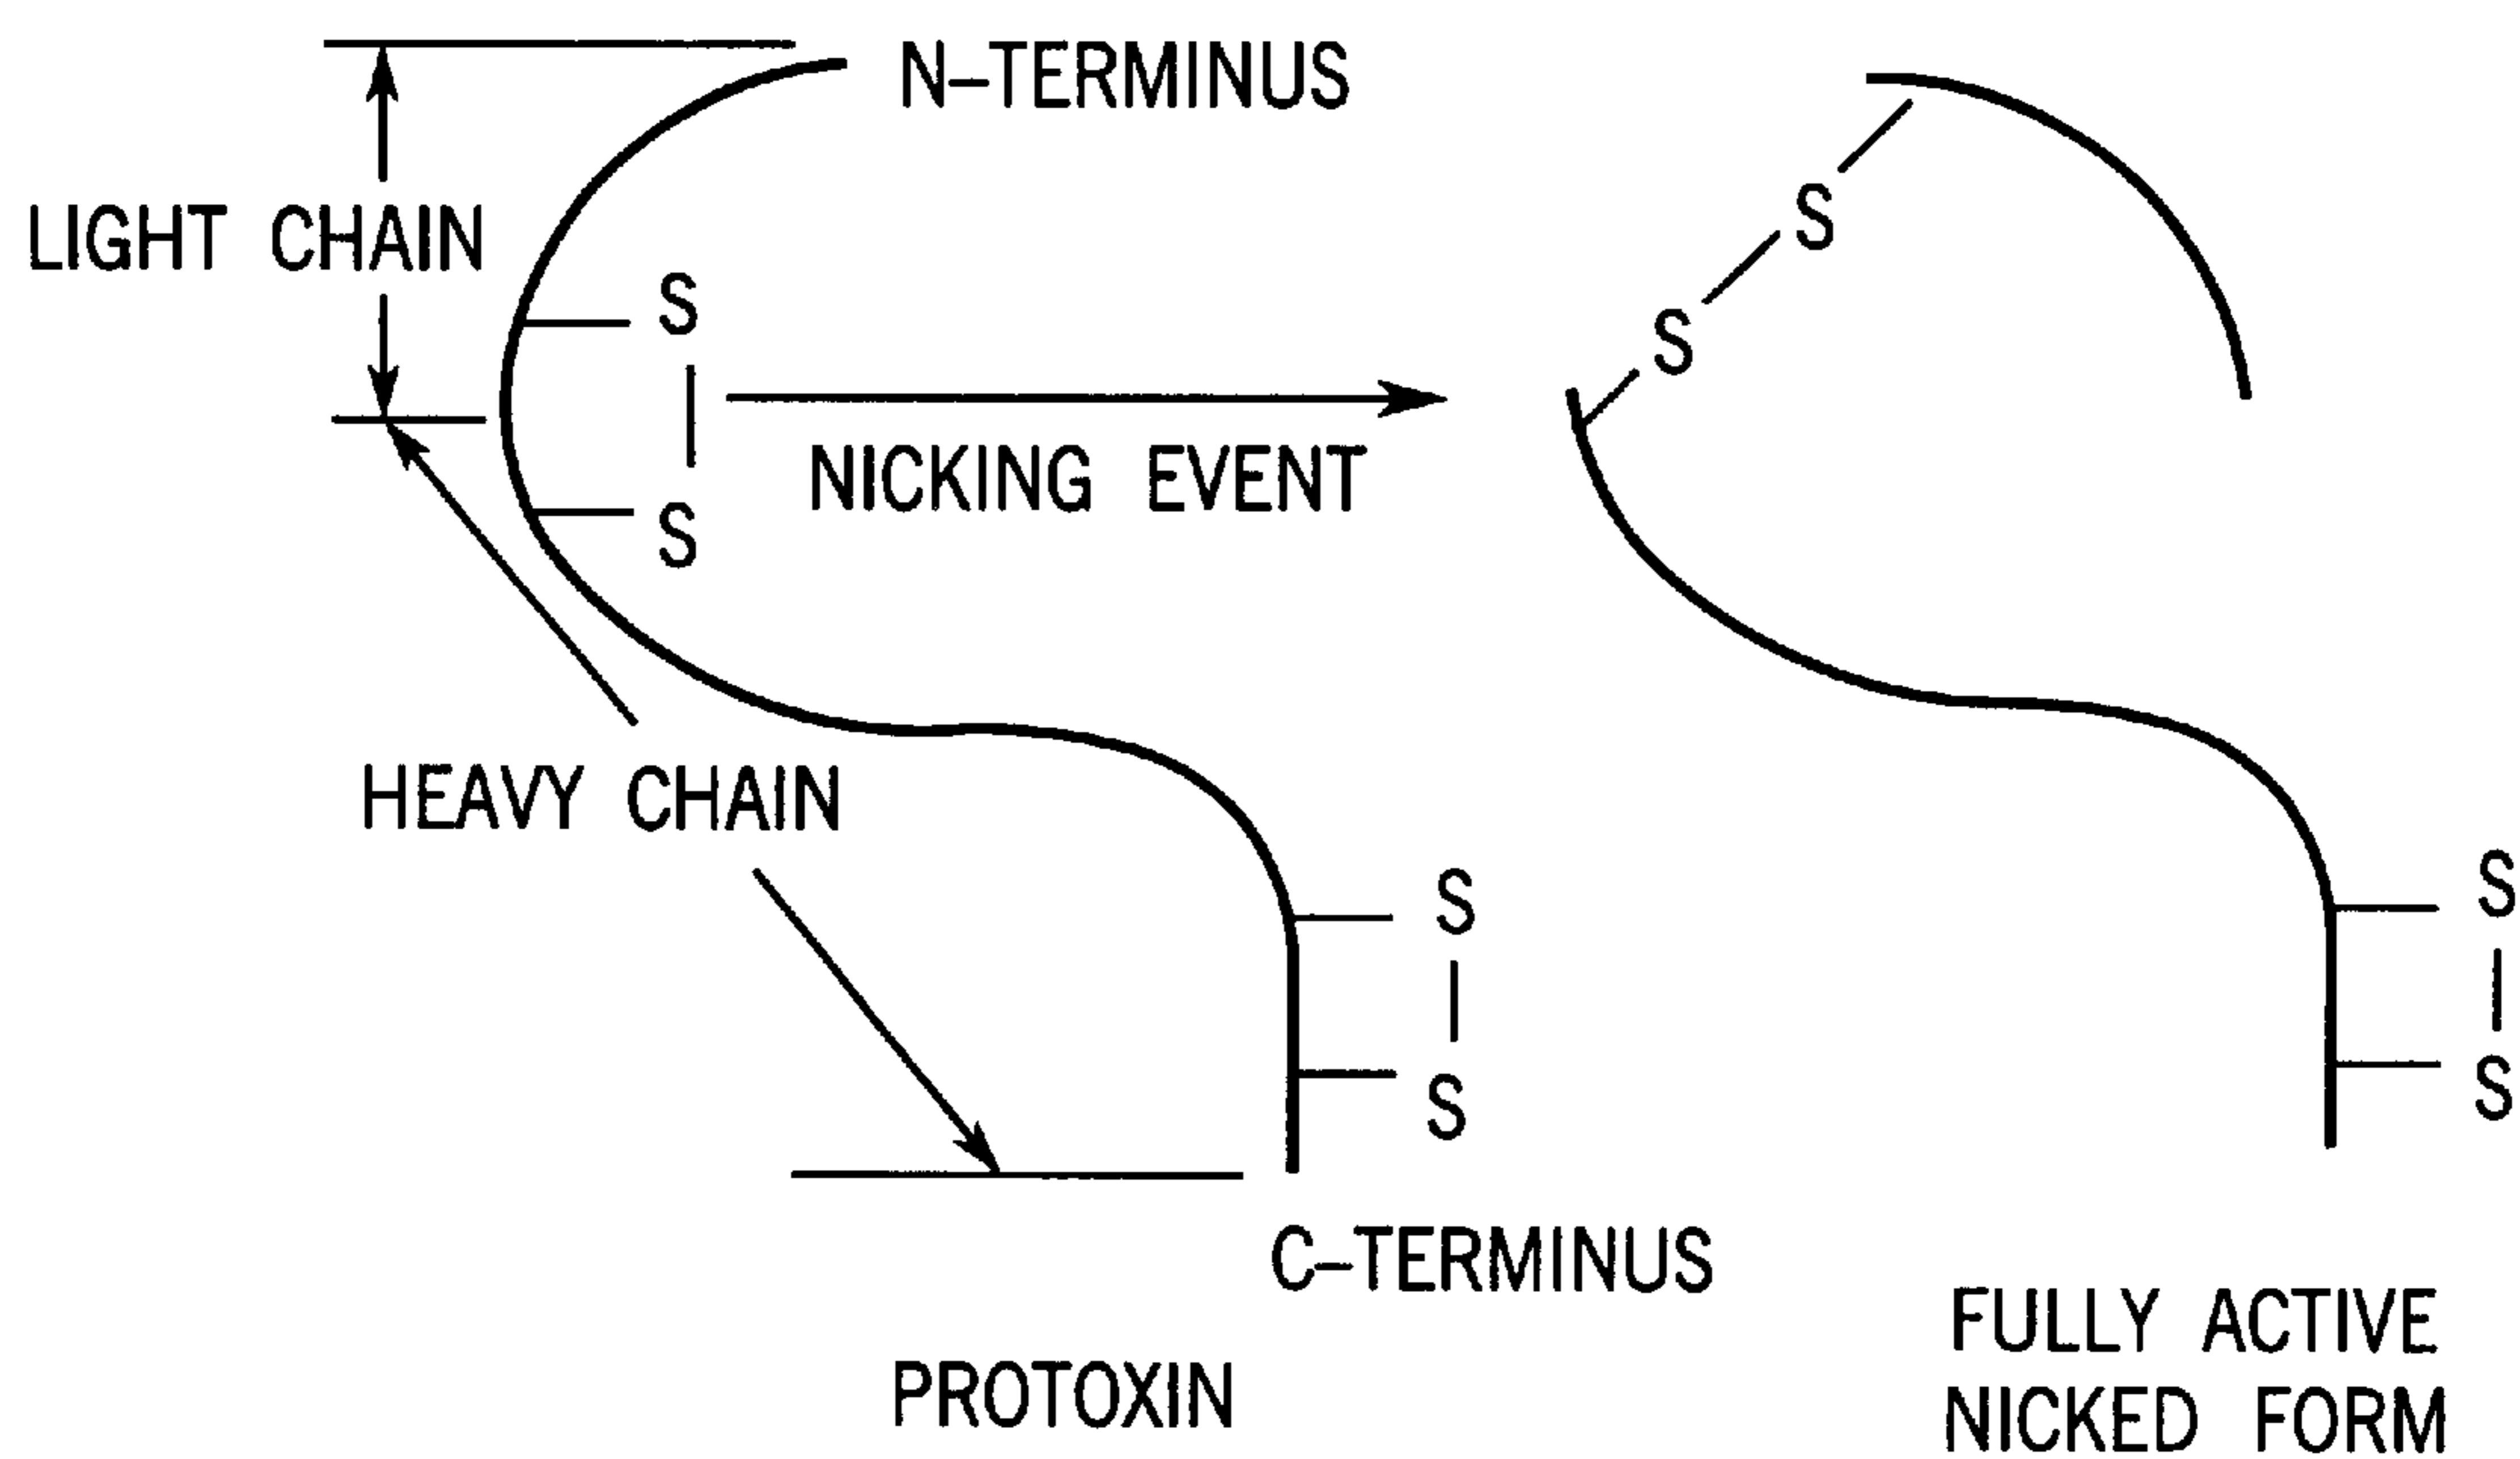 N–TERMINUS
LIGHT CHAIN
S
S
NICKING EVENT
S
S
HEAVY CHAIN
S
S
C–TERMINUS
PROTOXIN
S
S
FULLY ACTIVE
NICKED FORM